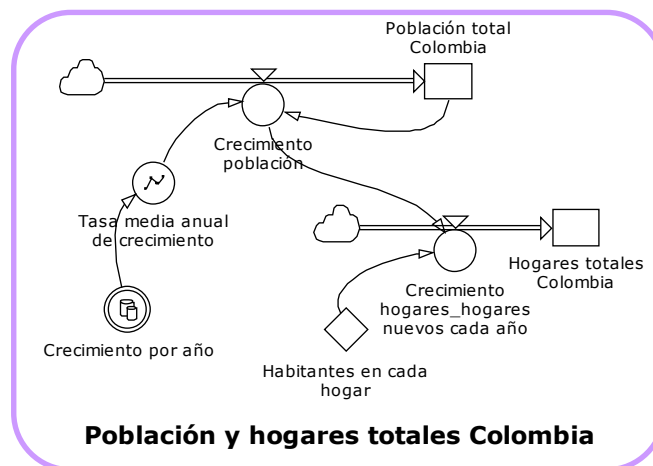 Población total
Colombia
Crecimiento
población
Tasa media anual
de crecimiento
Hogares totales
Colombia
Crecimiento
hogares_hogares
nuevos cada año
Crecimiento por año
Habitantes en cada
hogar
Población y hogares totales Colombia